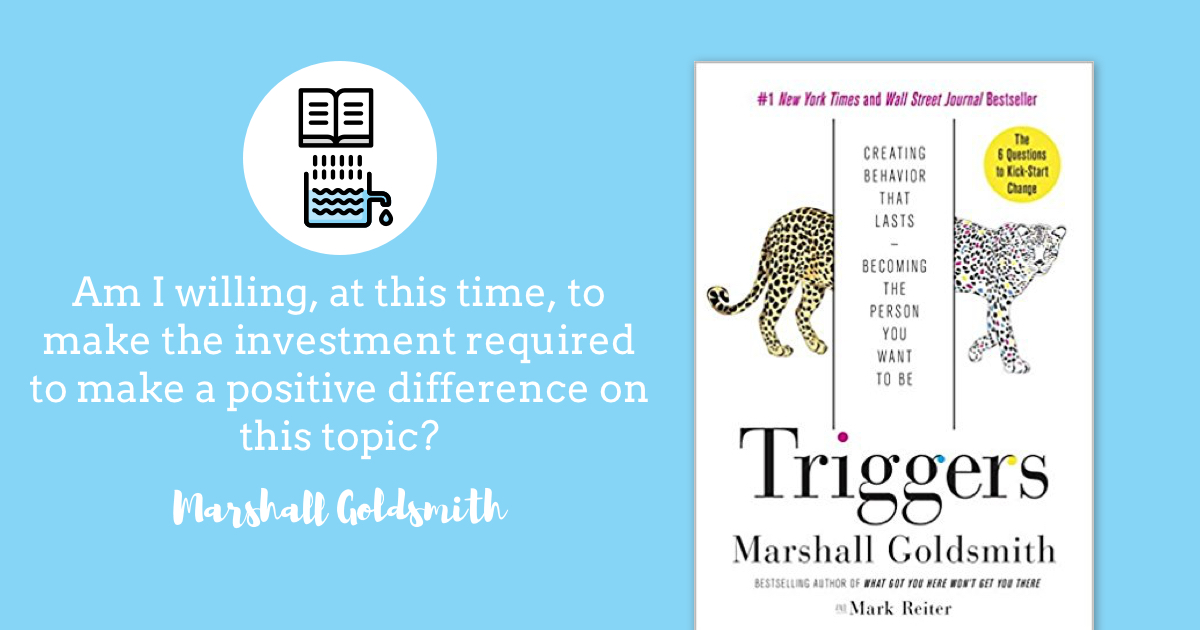 Am I willing, at this time, to
make the investment required
to make a positive difference on
this topic?
Marshall Goldsmith
#1 New York Times and Wall Street Journal Bestseller
The
6 Questions
to Kick-Start
Change
CREATING
BEHAVIOR
THAT
LASTS
–
BECOMING
THE
PERSON
YOU
WANT
TO BE
Triggers
Marshall Goldsmith
BESTSELLING AUTHOR OF WHAT GOT YOU HERE WON'T GET YOU THERE
AND Mark Reiter